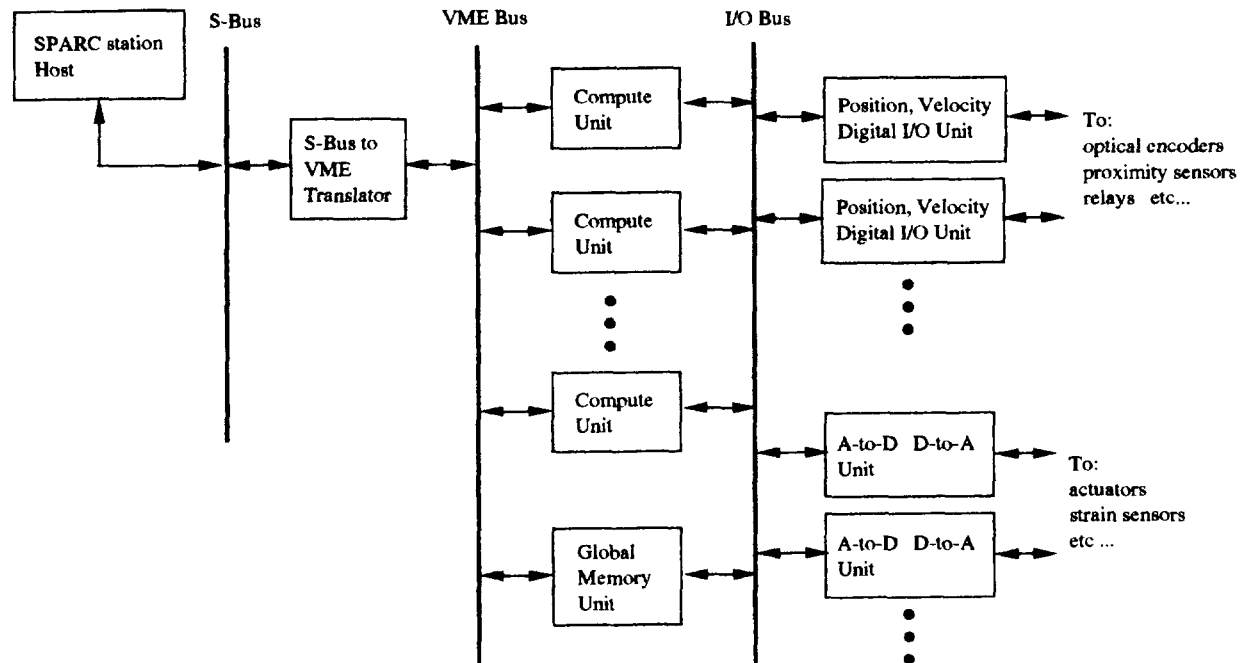 S-Bus
VME Bus
I/O Bus
SPARC station
Host
S-Bus to
VME
Translator
Compute
Unit
Compute
Unit
Compute
Unit
Global
Memory
Unit
Position, Velocity
Digital I/O Unit
Position, Velocity
Digital I/O Unit
A-to-D D-to-A
Unit
A-to-D D-to-A
Unit
To:
optical encoders
proximity sensors
relays etc...
To:
actuators
strain sensors
etc ...